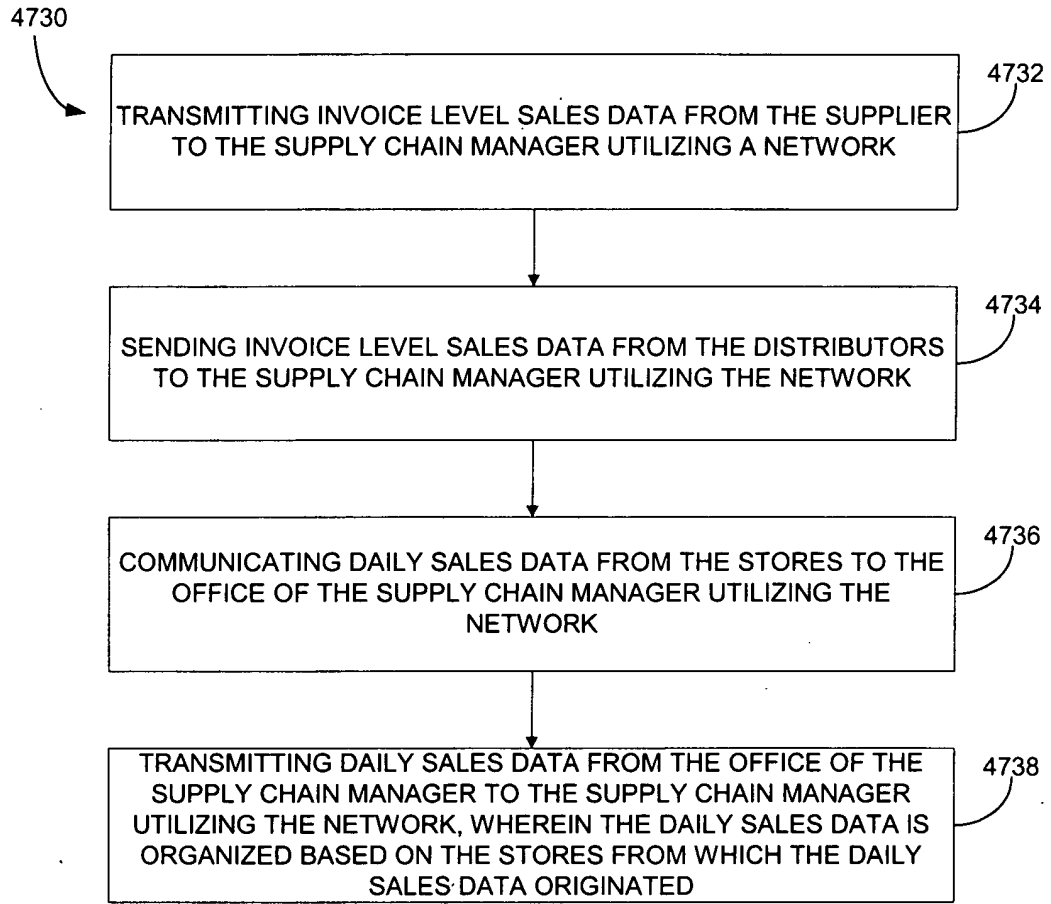 4730
4732
TRANSMITTING INVOICE LEVEL SALES DATA FROM THE SUPPLIER
TO THE SUPPLY CHAIN MANAGER UTILIZING A NETWORK
4734
SENDING INVOICE LEVEL SALES DATA FROM THE DISTRIBUTORS
TO THE SUPPLY CHAIN MANAGER UTILIZING THE NETWORK
4736
COMMUNICATING DAILY SALES DATA FROM THE STORES TO THE
OFFICE OF THE SUPPLY CHAIN MANAGER UTILIZING THE
NETWORK
4738
TRANSMITTING DAILY SALES DATA FROM THE OFFICE OF THE
SUPPLY CHAIN MANAGER TO THE SUPPLY CHAIN MANAGER
UTILIZING THE NETWORK, WHEREIN THE DAILY SALES DATA IS
ORGANIZED BASED ON THE STORES FROM WHICH THE DAILY
SALES DATA ORIGINATED